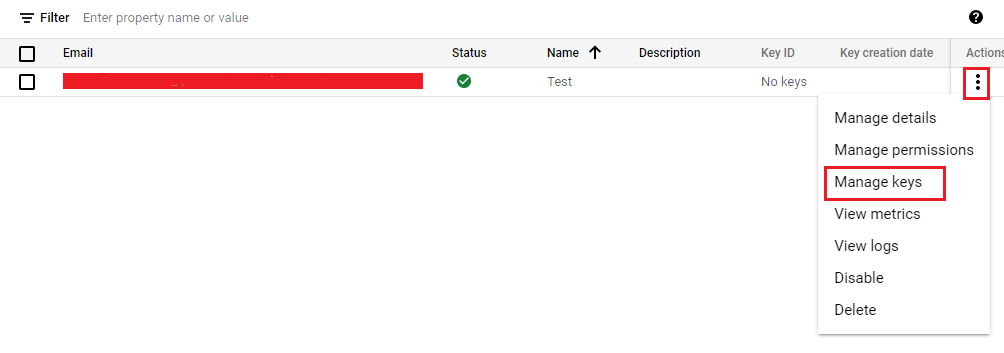 Filter Enter property name or value
Email Status Name Description Key ID Key creation date Actions
Test No keys
Manage details
Manage permissions
Manage keys
View metrics
View logs
Disable
Delete